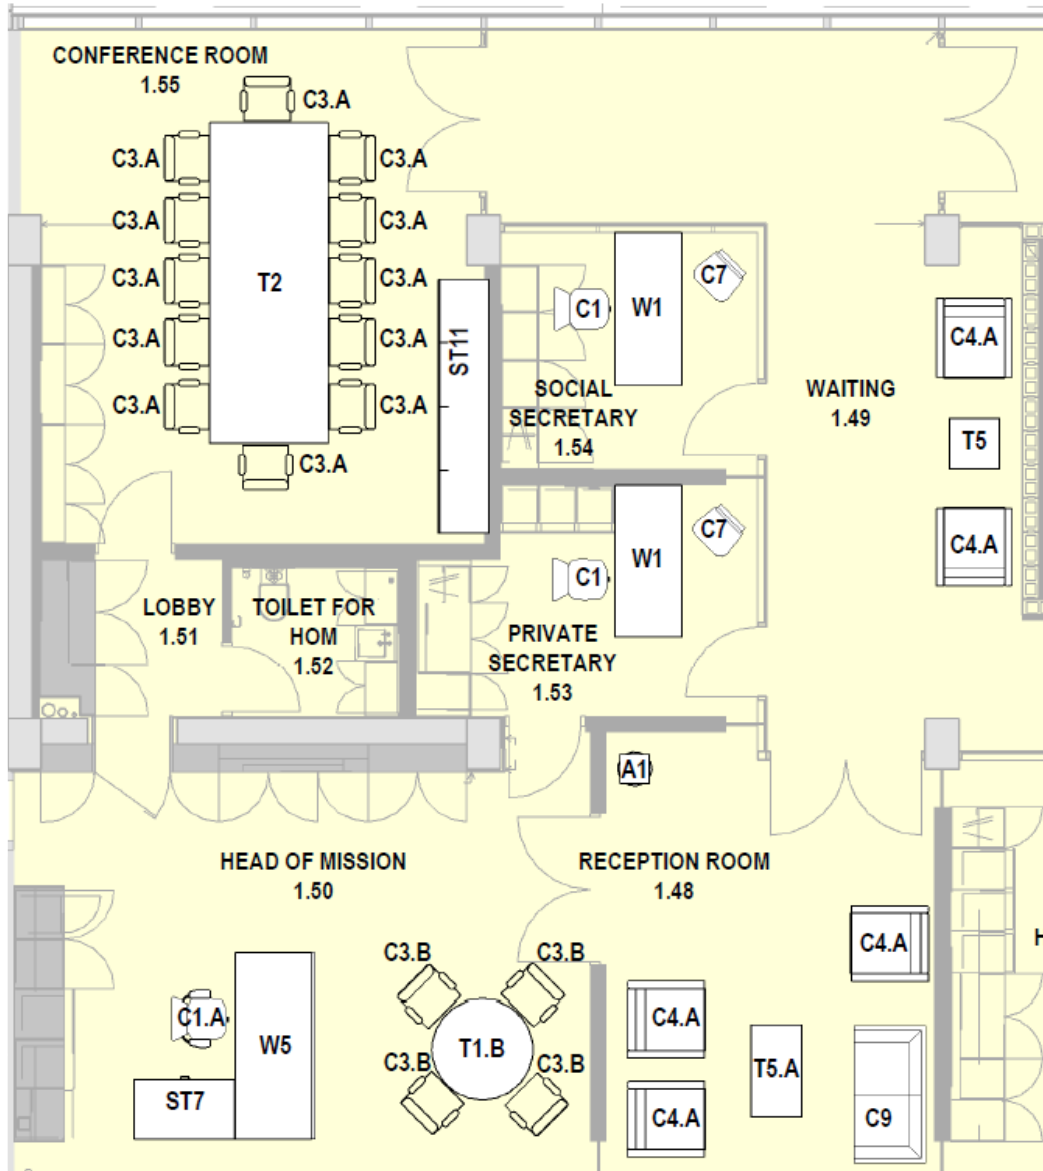 CONFERENCE ROOM
1.55
C3.A
C3.A
C3.A
C3.A
C3.A
C3.A
C3.A
T2
C3.A
C3.A
C3.A
C3.A
C3.A
C3.A
C3.A
C3.A
ST11
C1
W1
C7
SOCIAL
SECRETARY
1.54
WAITING
1.49
C4.A
T5
C4.A
C1
W1
C7
PRIVATE
SECRETARY
1.53
LOBBY
1.51
TOILET FOR
HOM
1.52
A1
HEAD OF MISSION
1.50
RECEPTION ROOM
1.48
H
C3.B
C3.B
C1.A
W5
T1.B
C3.B
C3.B
ST7
C4.A
C4.A
T5.A
C4.A
C9